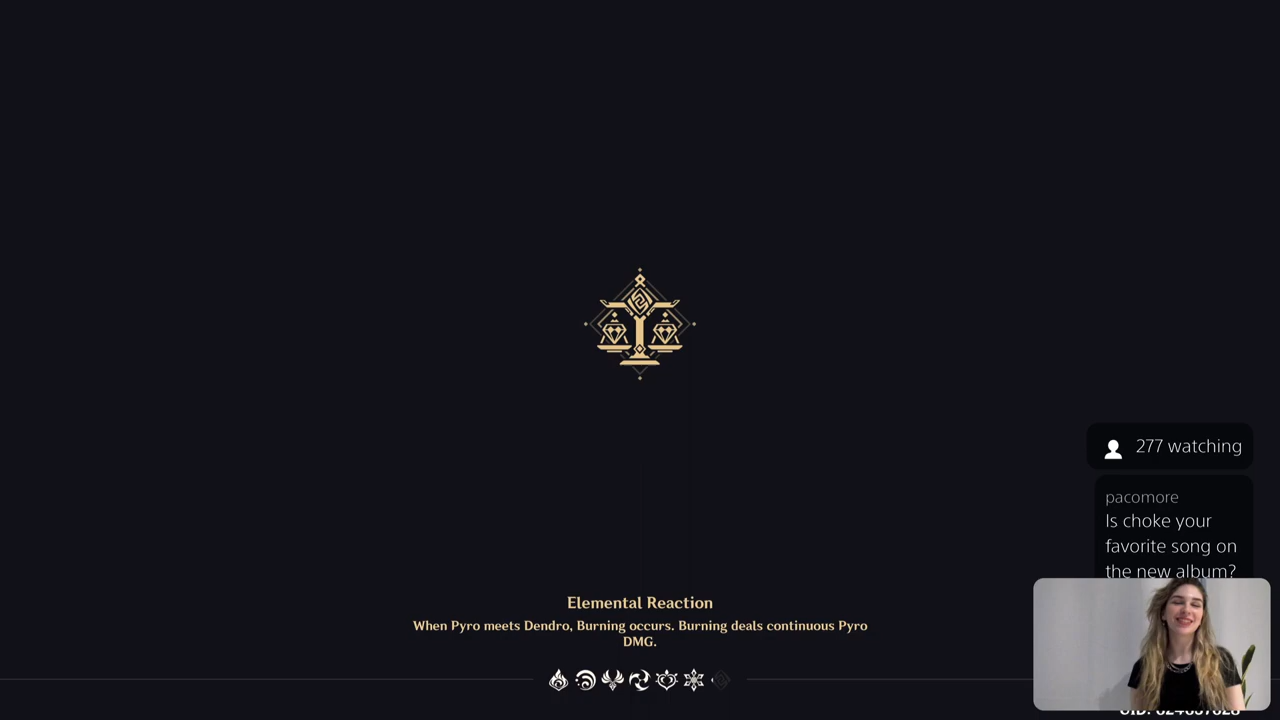 277 watching
pacomore
Is choke your
favorite song on
the new album?
Elemental Reaction
When Pyro meets Dendro, Burning occurs. Burning deals continuous Pyro
DMG.